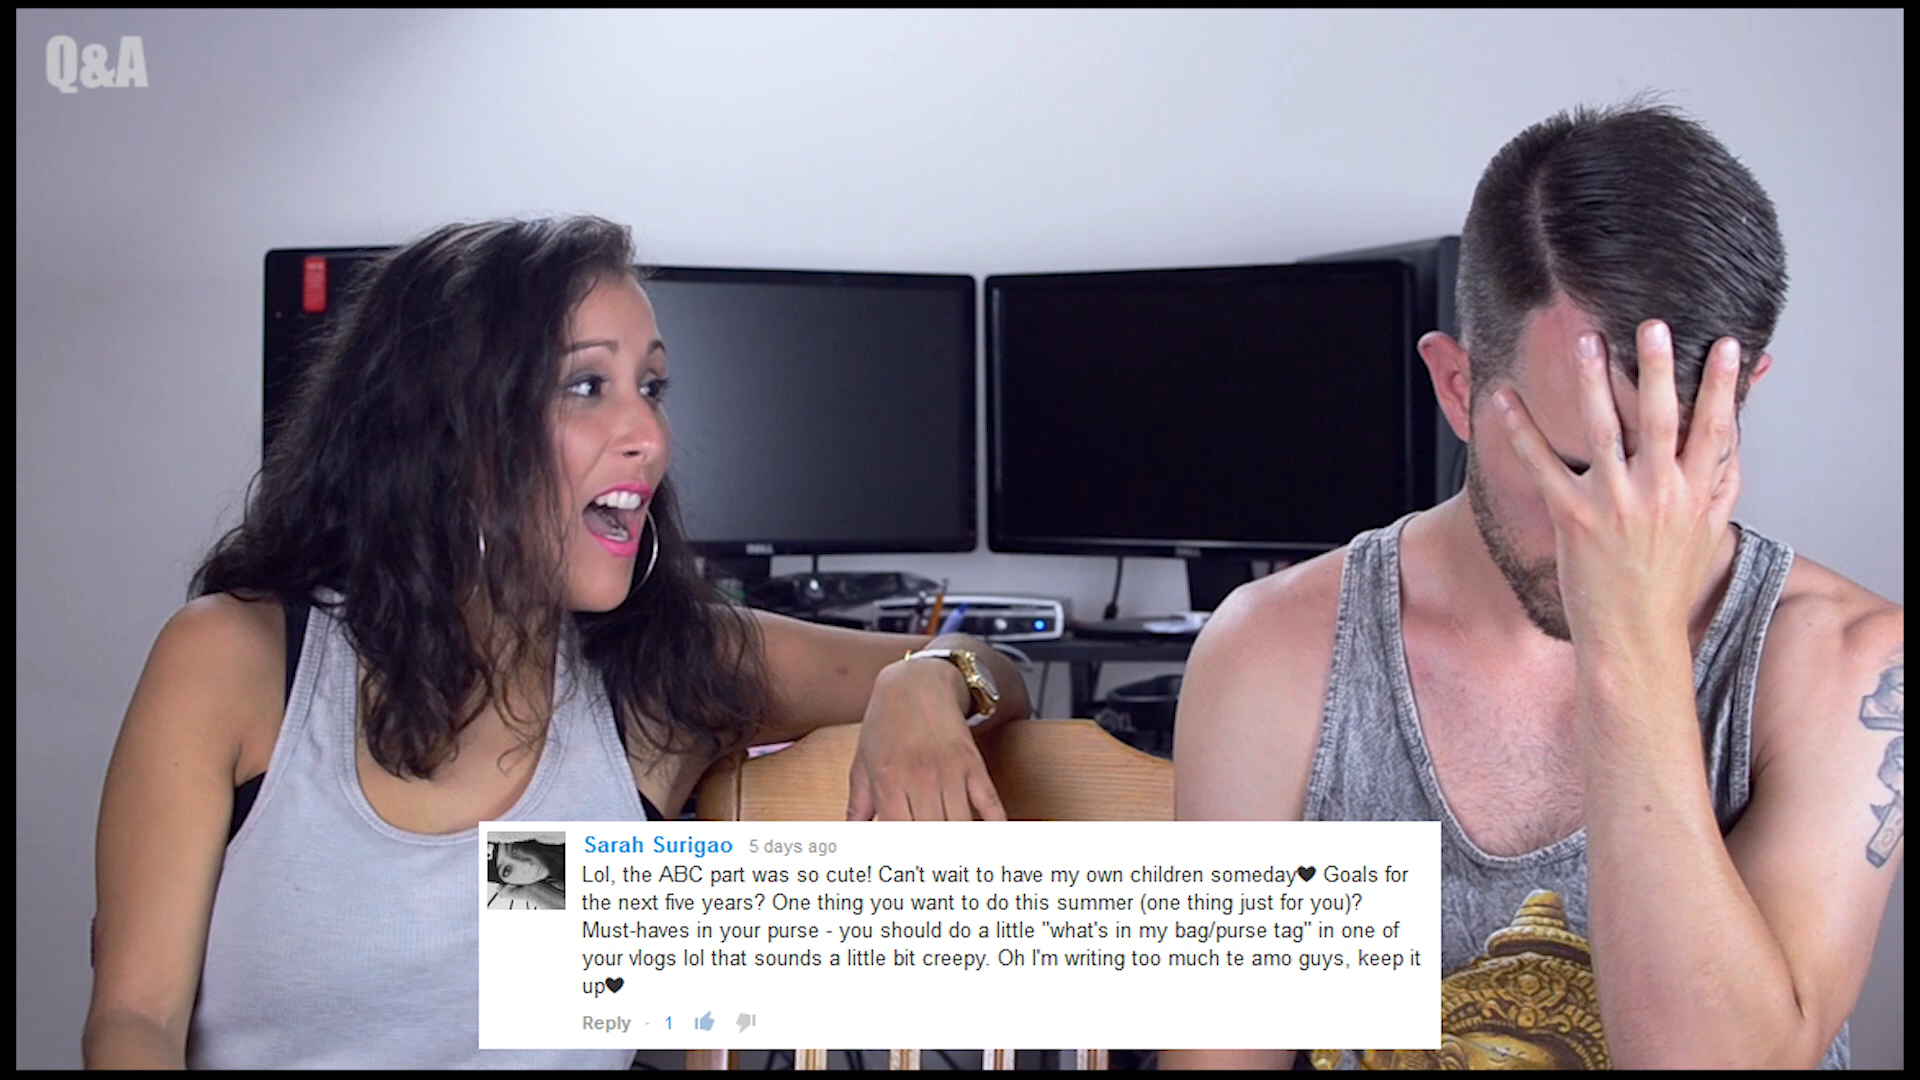 Q&A
DELL
DELL
Sarah Surigao 5 days ago
Lol, the ABC part was so cute! Can't wait to have my own children someday🖤 Goals for
the next five years? One thing you want to do this summer (one thing just for you)?
Must-haves in your purse - you should do a little "what's in my bag/purse tag" in one of
your vlogs lol that sounds a little bit creepy. Oh I'm writing too much te amo guys, keep it
up🖤
Reply · 1